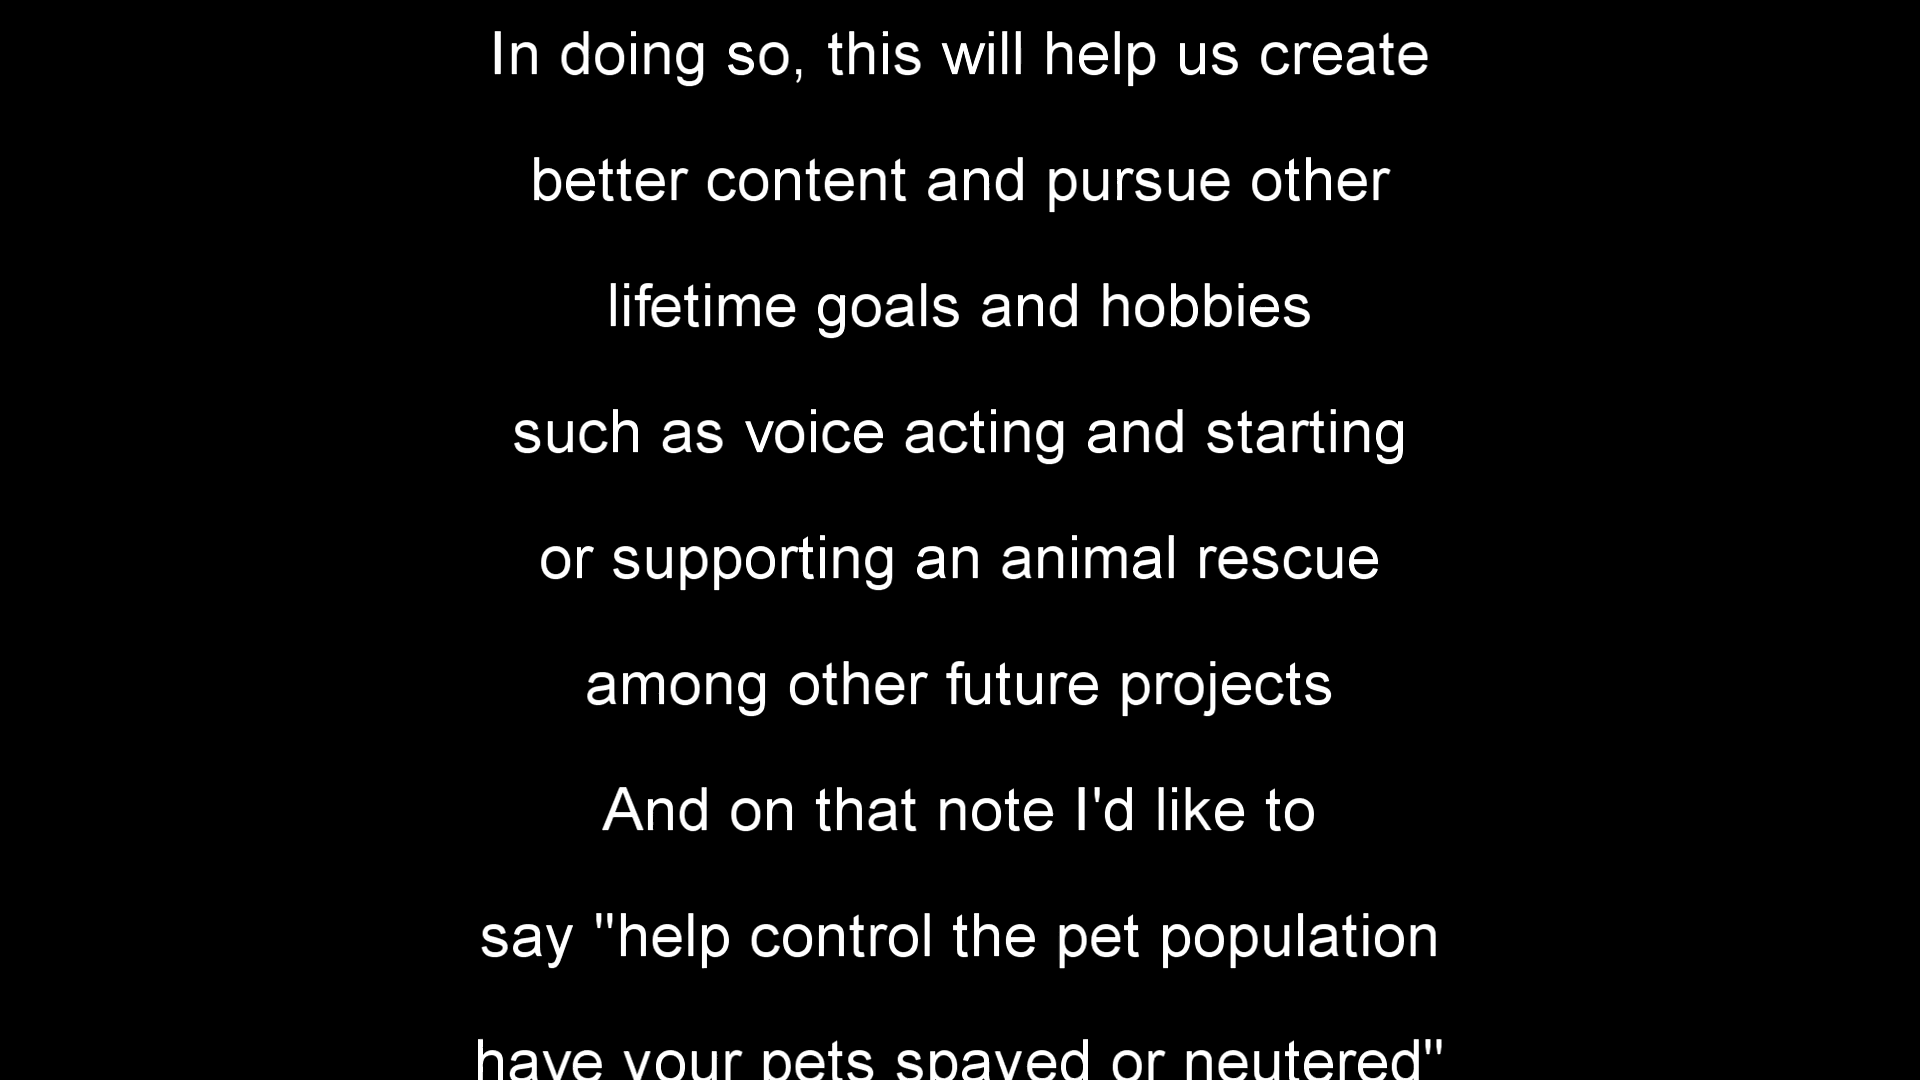 In doing so, this will help us create
better content and pursue other
lifetime goals and hobbies
such as voice acting and starting
or supporting an animal rescue
among other future projects
And on that note I'd like to
say "help control the pet population
have your pets spayed or neutered"